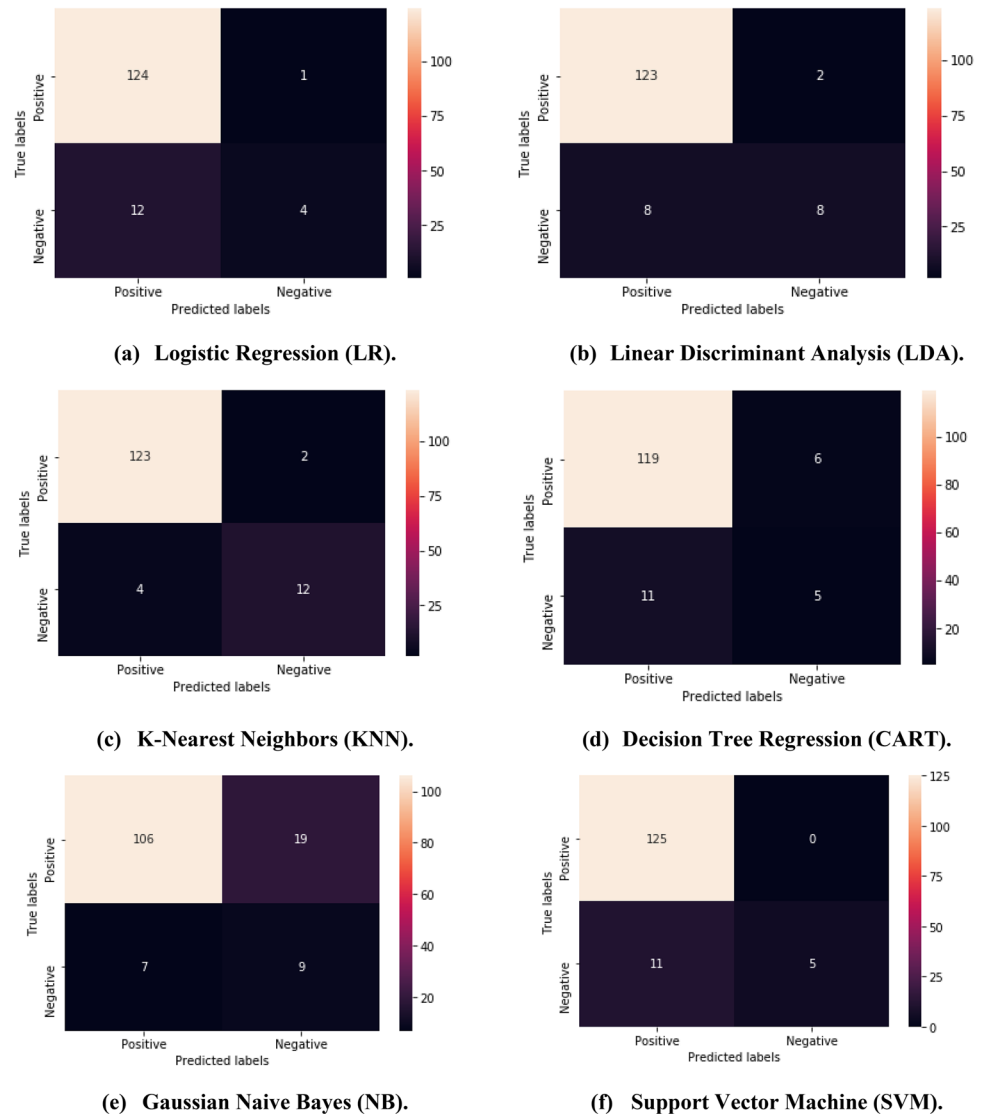 124 1
12 4
100
75
50
25
True labels
Positive
Negative
Positive Negative
Predicted labels
(a) Logistic Regression (LR).
123 2
8 8
100
75
50
25
True labels
Positive
Negative
Positive Negative
Predicted labels
(b) Linear Discriminant Analysis (LDA).
123 2
4 12
100
75
50
25
True labels
Positive
Negative
Positive Negative
Predicted labels
(c) K-Nearest Neighbors (KNN).
119 6
11 5
100
80
60
40
20
True labels
Positive
Negative
Positive Negative
Predicted labels
(d) Decision Tree Regression (CART).
106 19
7 9
100
80
60
40
20
True labels
Positive
Negative
Positive Negative
Predicted labels
(e) Gaussian Naive Bayes (NB).
125 0
11 5
125
100
75
50
25
0
True labels
Positive
Negative
Positive Negative
Predicted labels
(f) Support Vector Machine (SVM).